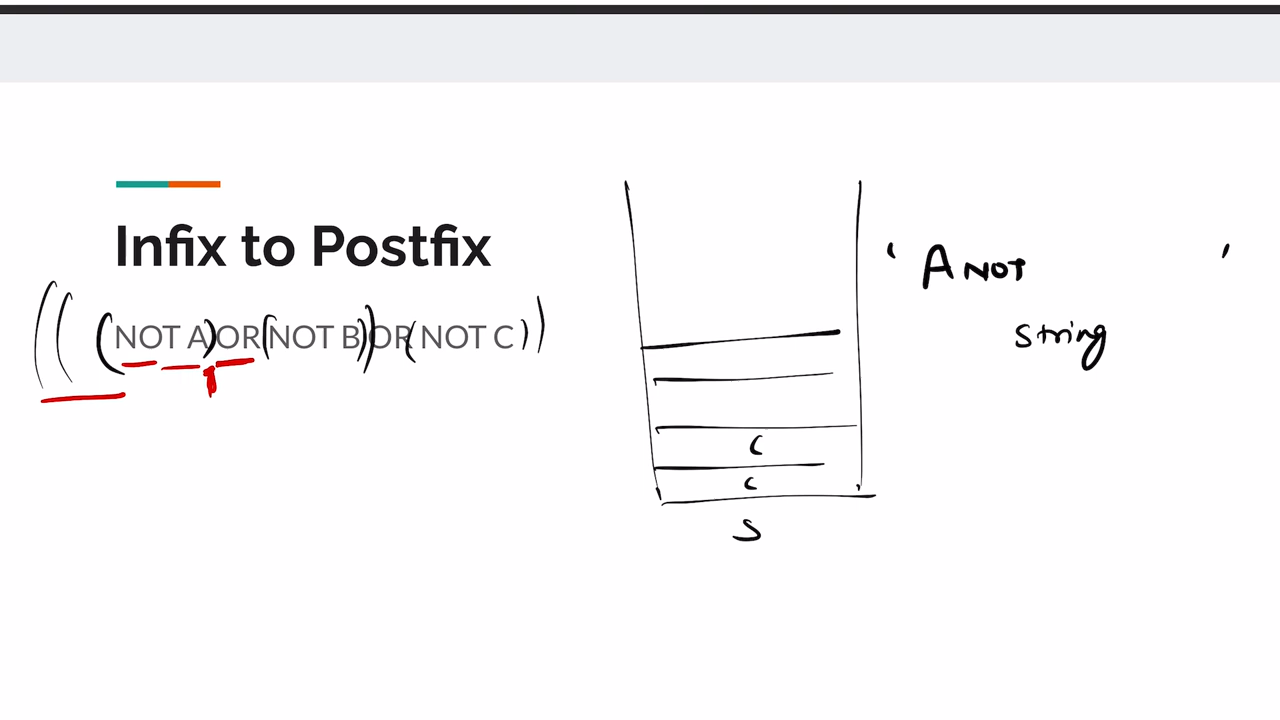 Infix to Postfix
(((NOT A)OR(NOT B))OR(NOT C))
' A NOT '
string
(
(
S